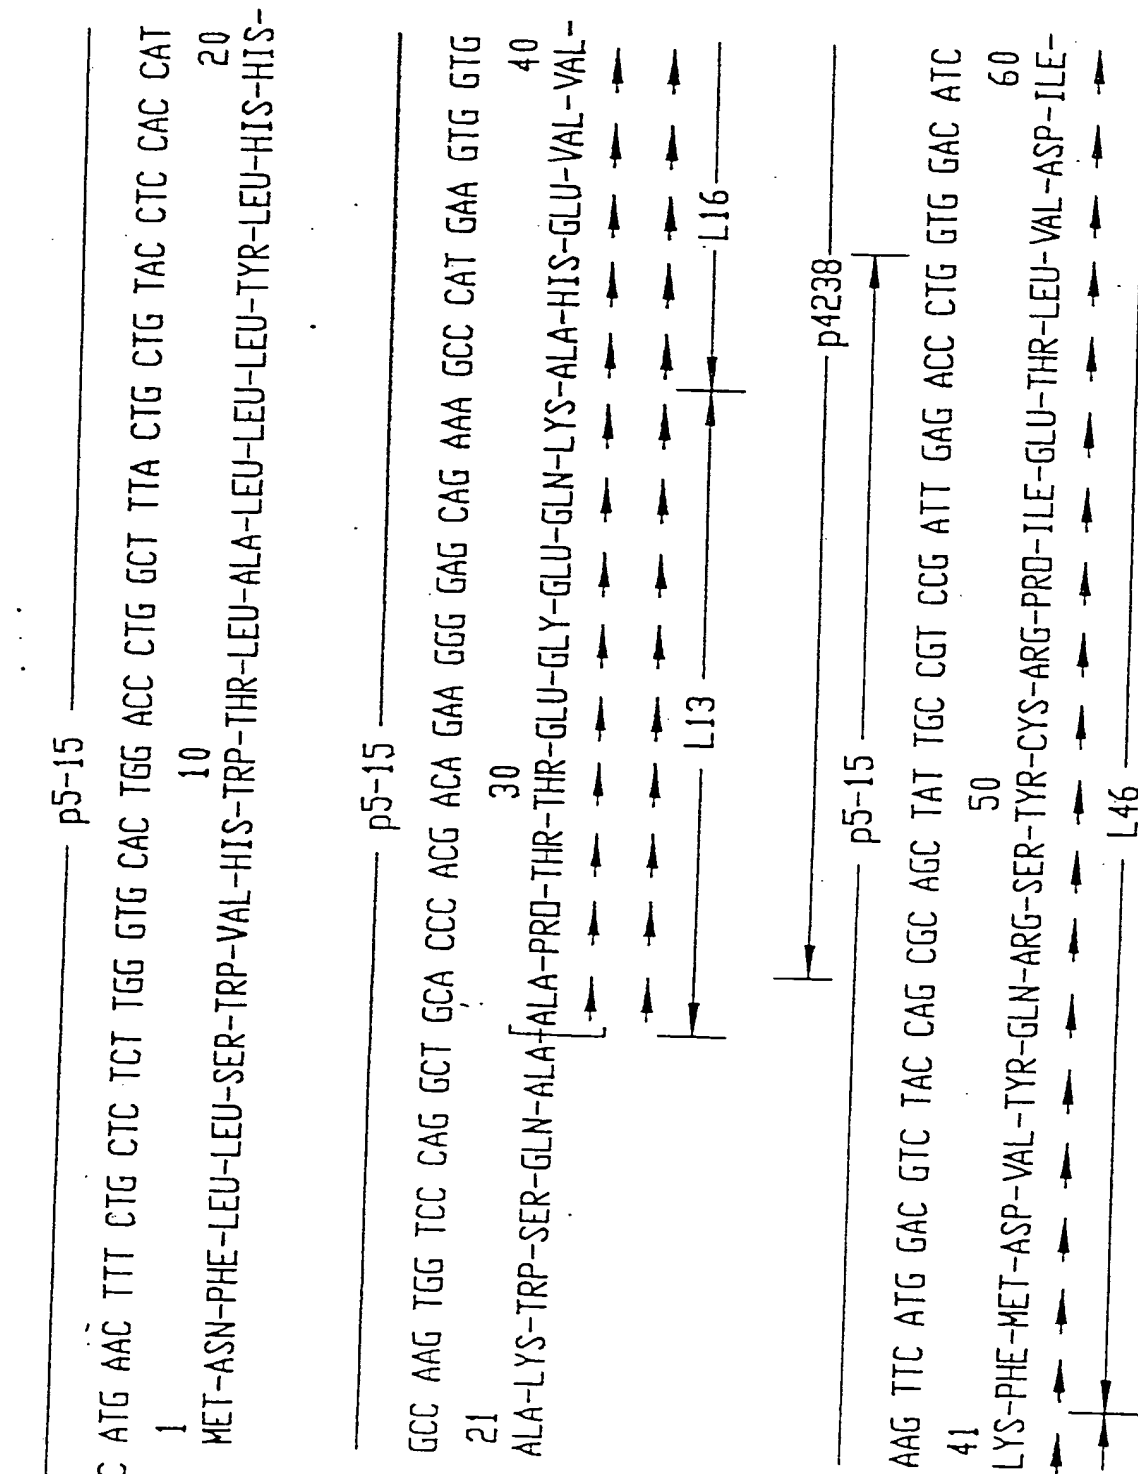 p5-15
C ATG AAC TTT CTG CTC TCT TGG GTG CAC TGG ACC CTG GCT TTA CTG CTG TAC CTC CAC CAT
1 10 20
MET-ASN-PHE-LEU-LEU-SER-TRP-VAL-HIS-TRP-THR-LEU-ALA-LEU-LEU-LEU-TYR-LEU-HIS-HIS-
p5-15
GCC AAG TGG TCC CAG GCT GCA CCC ACG ACA GAA GGG GAG CAG AAA GCC CAT GAA GTG GTG
21 30 40
ALA-LYS-TRP-SER-GLN-ALA-ALA-PRO-THR-THR-GLU-GLY-GLU-GLN-LYS-ALA-HIS-GLU-VAL-VAL-
L13 L16
p4238
p5-15
AAG TTC ATG GAC GTC TAC CAG CGC AGC TAT TGC CGT CCG ATT GAG ACC CTG GTG GAC ATC
41 50 60
LYS-PHE-MET-ASP-VAL-TYR-GLN-ARG-SER-TYR-CYS-ARG-PRO-ILE-GLU-THR-LEU-VAL-ASP-ILE-
L46